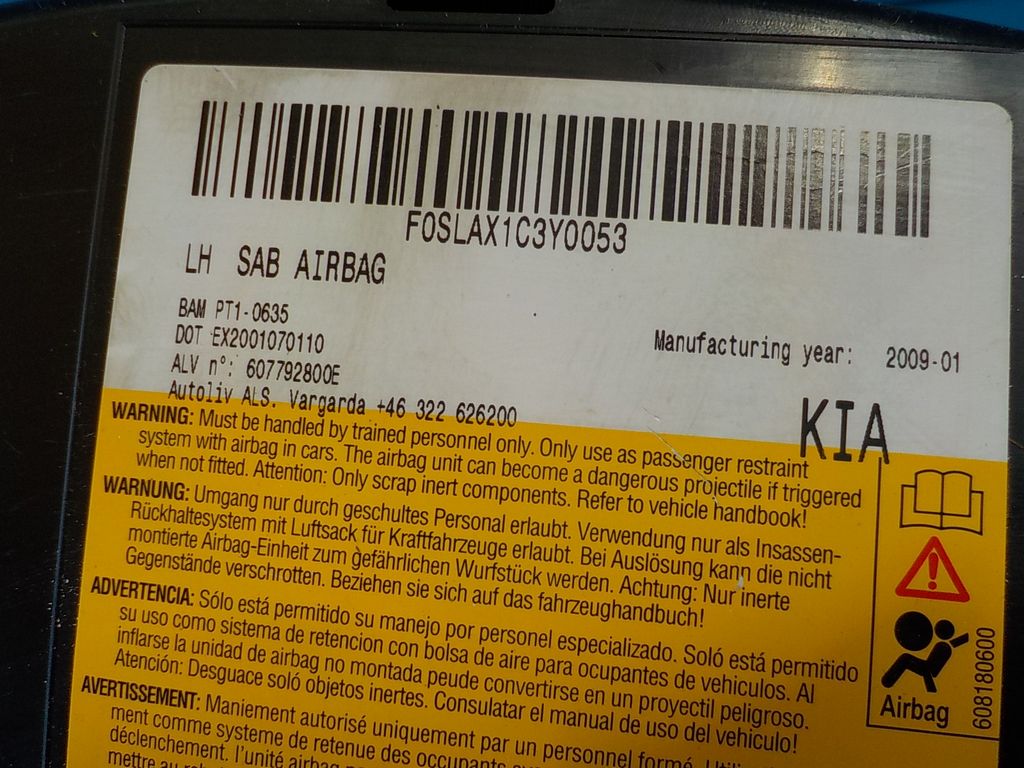 F0SLAX1C3Y0053
LH SAB AIRBAG
BAM PT1-0635
DOT EX2001070110
ALV n°: 607792800E
Autoliv ALS. Vargarda +46 322 626200
Manufacturing year: 2009-01
KIA
WARNING: Must be handled by trained personnel only. Only use as passenger restraint
system with airbag in cars. The airbag unit can become a dangerous projectile if triggered
when not fitted. Attention: Only scrap inert components. Refer to vehicle handbook!
WARNUNG: Umgang nur durch geschultes Personal erlaubt. Verwendung nur als Insassen-
Rückhaltesystem mit Luftsack für Kraftfahrzeuge erlaubt. Bei Auslösung kann die nicht
montierte Airbag-Einheit zum gefährlichen Wurfstück werden. Achtung: Nur inerte
Gegenstände verschrotten. Beziehen sie sich auf das fahrzeughandbuch!
ADVERTENCIA: Sólo está permitido su manejo por personel especializado. Soló está permitido
su uso como sistema de retencion con bolsa de aire para ocupantes de vehiculos. Al
inflarse la unidad de airbag no montada peude convertirse en un proyectil peligroso.
Atención: Desguace soló objetos inertes. Consulatar el manual de uso del vehiculo!
AVERTISSEMENT: Maniement autorisé uniquement par un personnel formé.
ment comme systeme de retenue des occupants
déclenchement. l'unité airbag
mettre au
Airbag
608180600